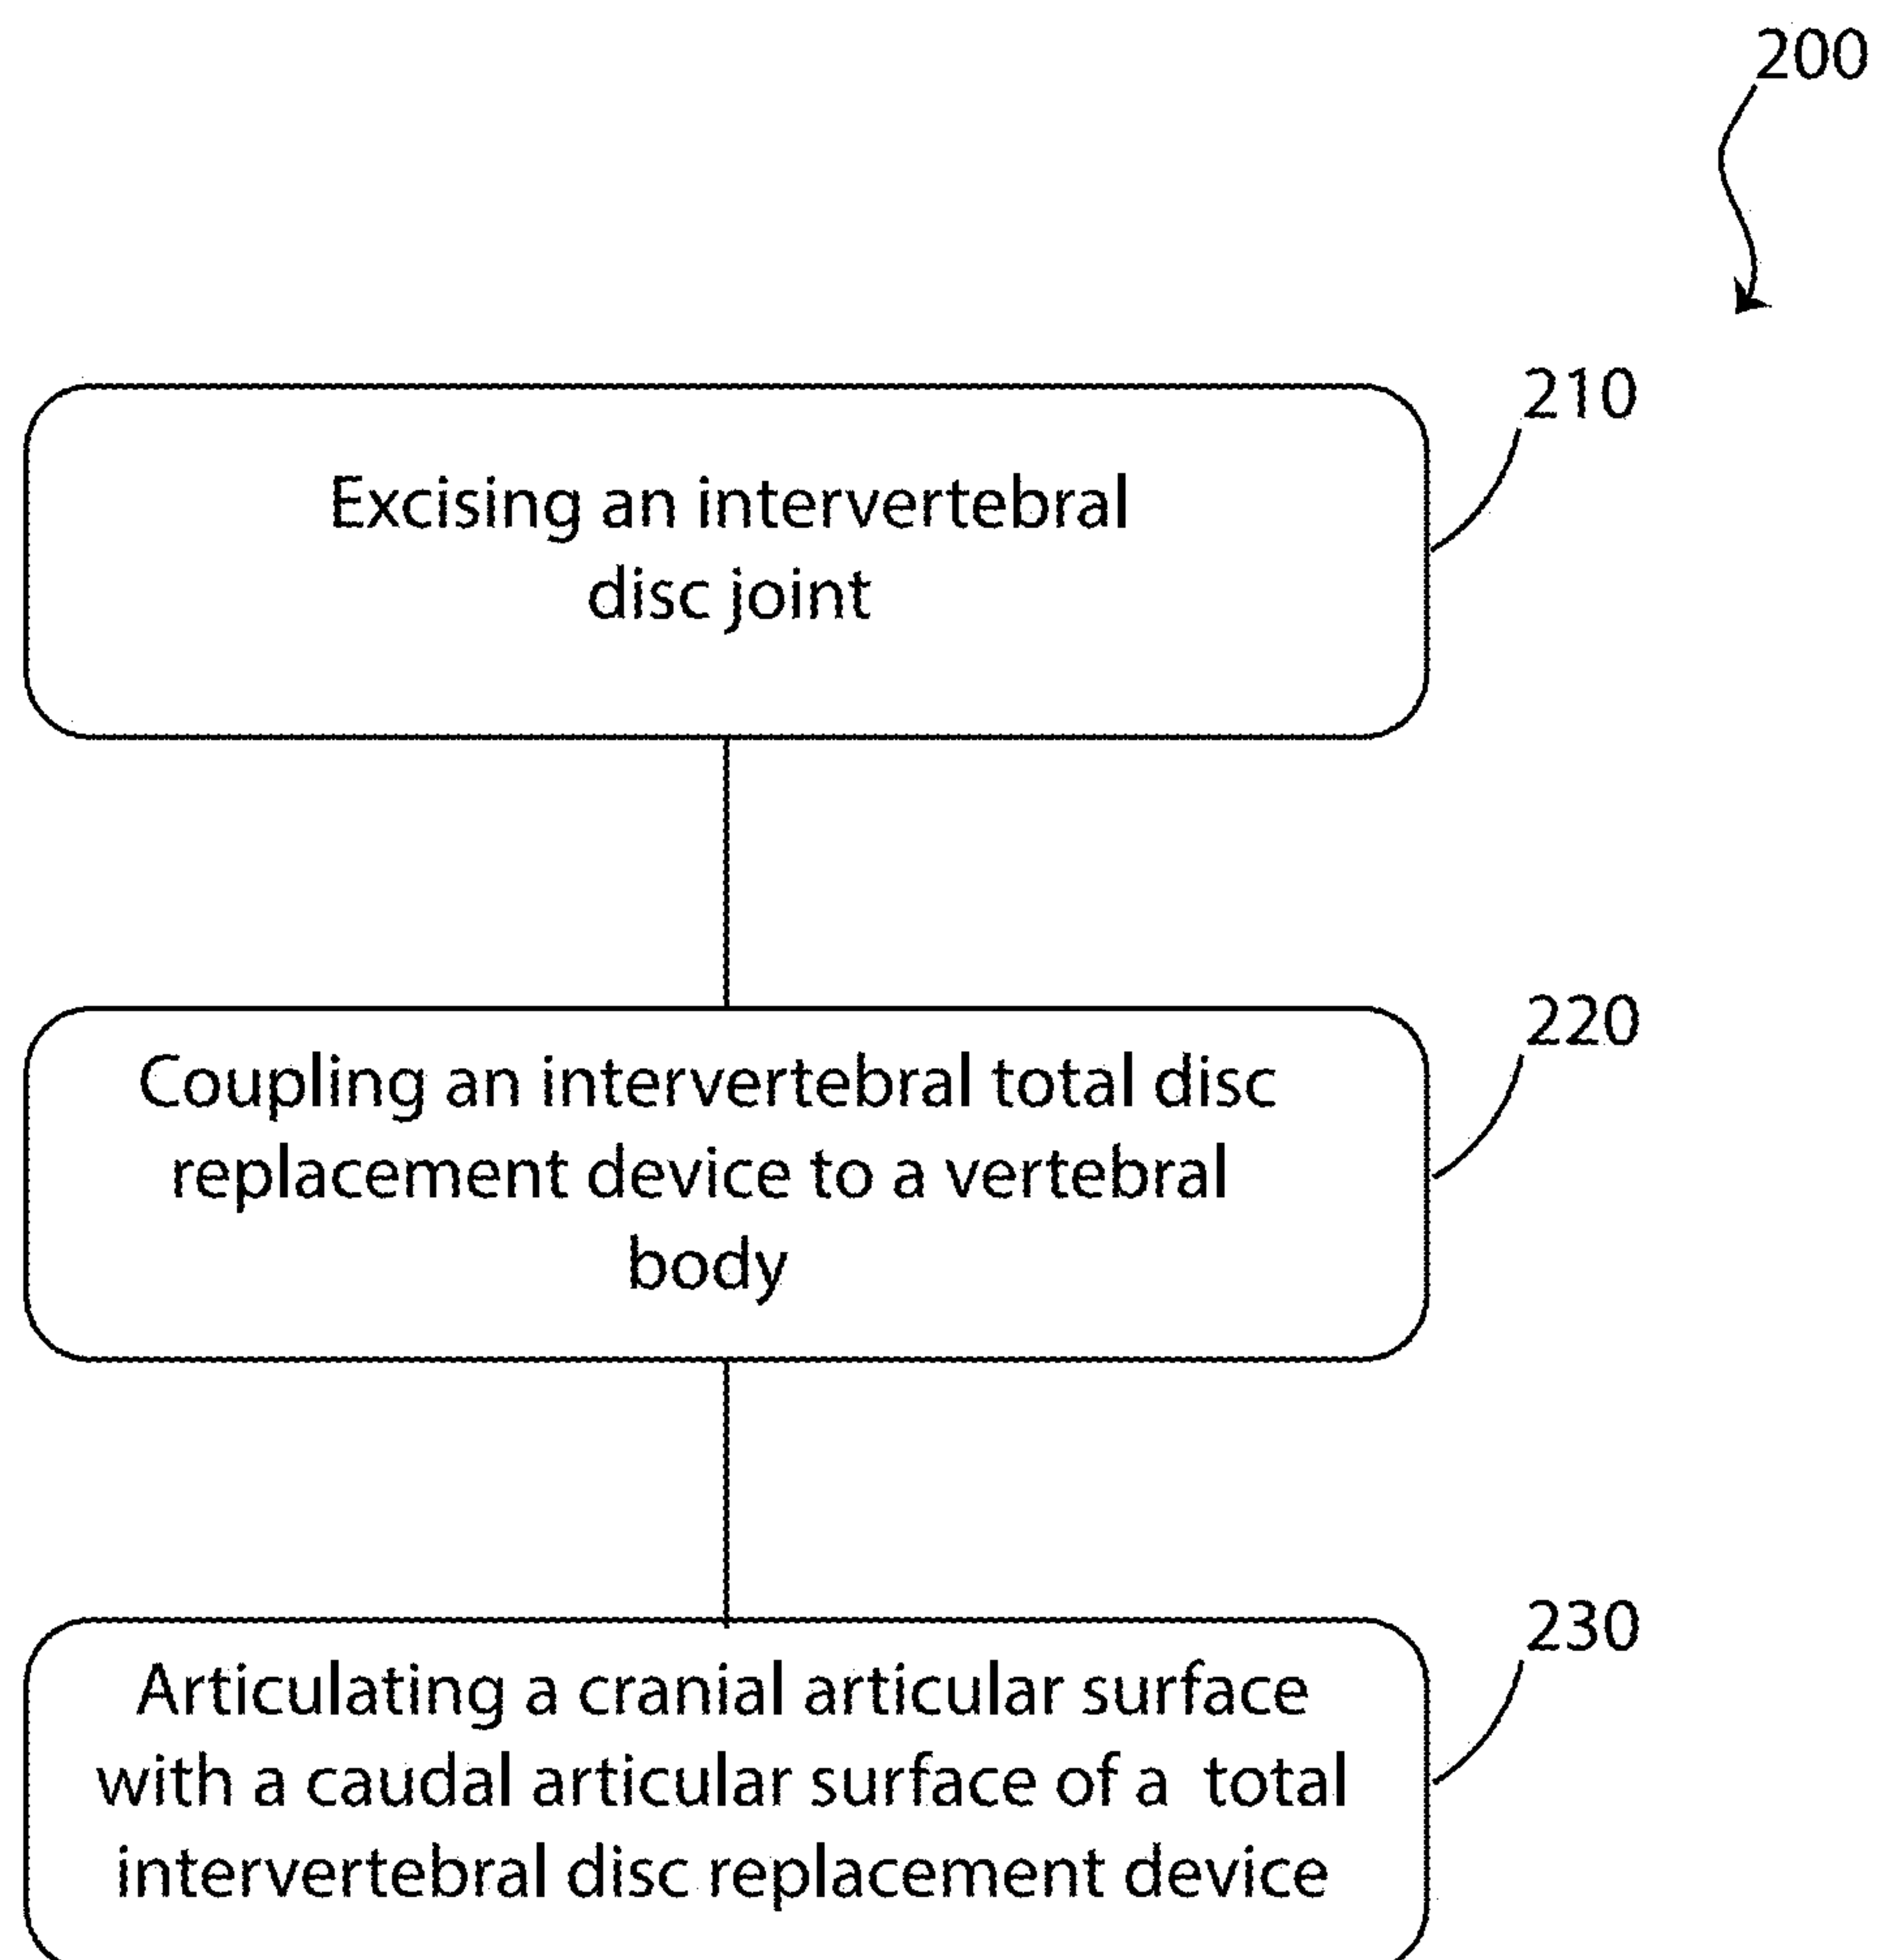 200
210
Excising an intervertebral
disc joint
220
Coupling an intervertebral total disc
replacement device to a vertebral
body
230
Articulating a cranial articular surface
with a caudal articular surface of a total
intervertebral disc replacement device